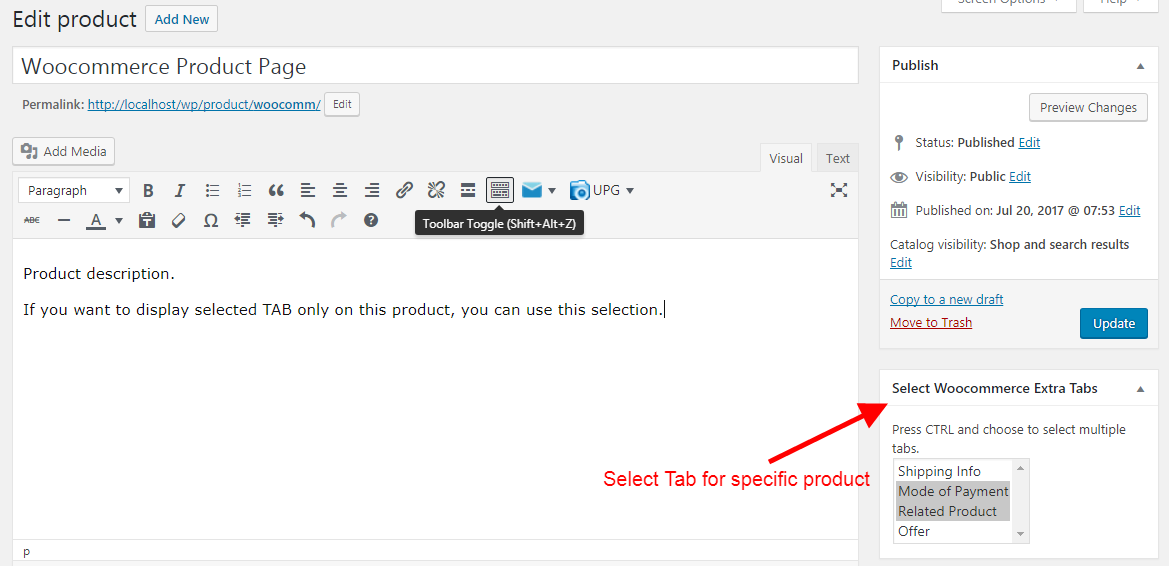 Screen Options
Help
Edit product
Add New
Woocommerce Product Page
Permalink: http://localhost/wp/product/woocomm/
Edit
Add Media
Visual
Text
Paragraph
B
I
UPG
ABC
A
Ω
Toolbar Toggle (Shift+Alt+Z)
Product description.
If you want to display selected TAB only on this product, you can use this selection.
p
Publish
Preview Changes
Status: Published Edit
Visibility: Public Edit
Published on: Jul 20, 2017 @ 07:53 Edit
Catalog visibility: Shop and search results
Edit
Copy to a new draft
Move to Trash
Update
Select Woocommerce Extra Tabs
Press CTRL and choose to select multiple
tabs.
Shipping Info
Mode of Payment
Related Product
Offer
Select Tab for specific product